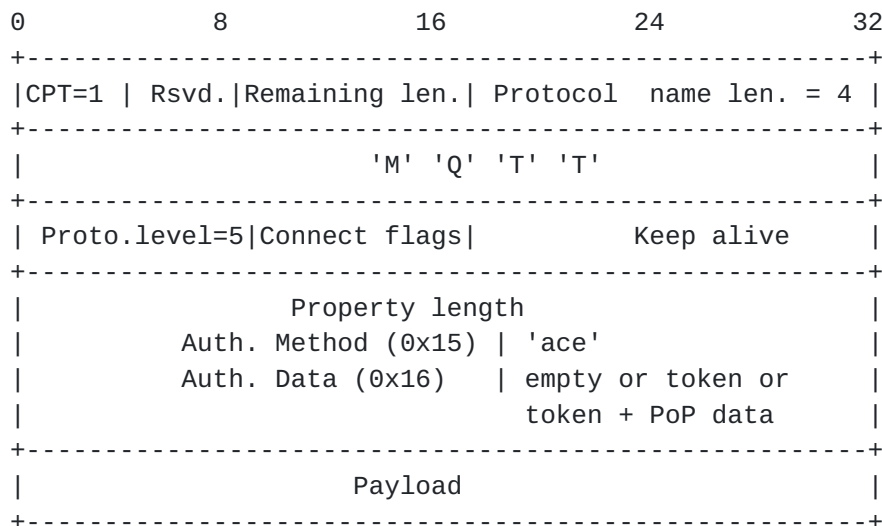 0            8            16            24            32
+------------------------------------------------------+
|CPT=1 | Rsvd.|Remaining len.| Protocol  name len. = 4 |
+------------------------------------------------------+
|                      'M' 'Q' 'T' 'T'                 |
+------------------------------------------------------+
| Proto.level=5|Connect flags|          Keep alive     |
+------------------------------------------------------+
|                 Property length                      |
|          Auth. Method (0x15) | 'ace'                 |
|          Auth. Data (0x16)   | empty or token or     |
|                                token + PoP data      |
+------------------------------------------------------+
|                     Payload                          |
+------------------------------------------------------+